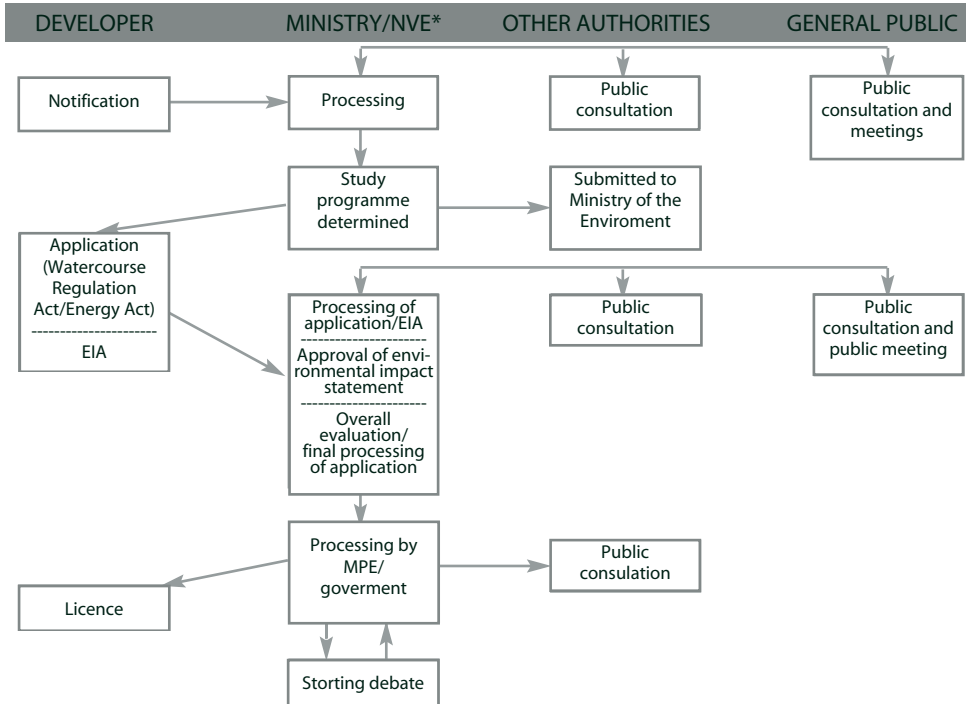 DEVELOPER MINISTRY/NVE* OTHER AUTHORITIES GENERAL PUBLIC
Notification
Processing
Public
consultation
Public
consultation and
meetings
Study
programme
determined
Submitted to
Ministry of the
Enviroment
Application
(Watercourse
Regulation
Act/Energy Act)
-----------------------
EIA
Processing of
application/EIA
-----------------------
Approval of envi-
ronmental impact
statement
-----------------------
Overall
evaluation/
final processing
of application
Public
consultation
Public
consultation and
public meeting
Processing by
MPE/
goverment
Public
consulation
Licence
Storting debate